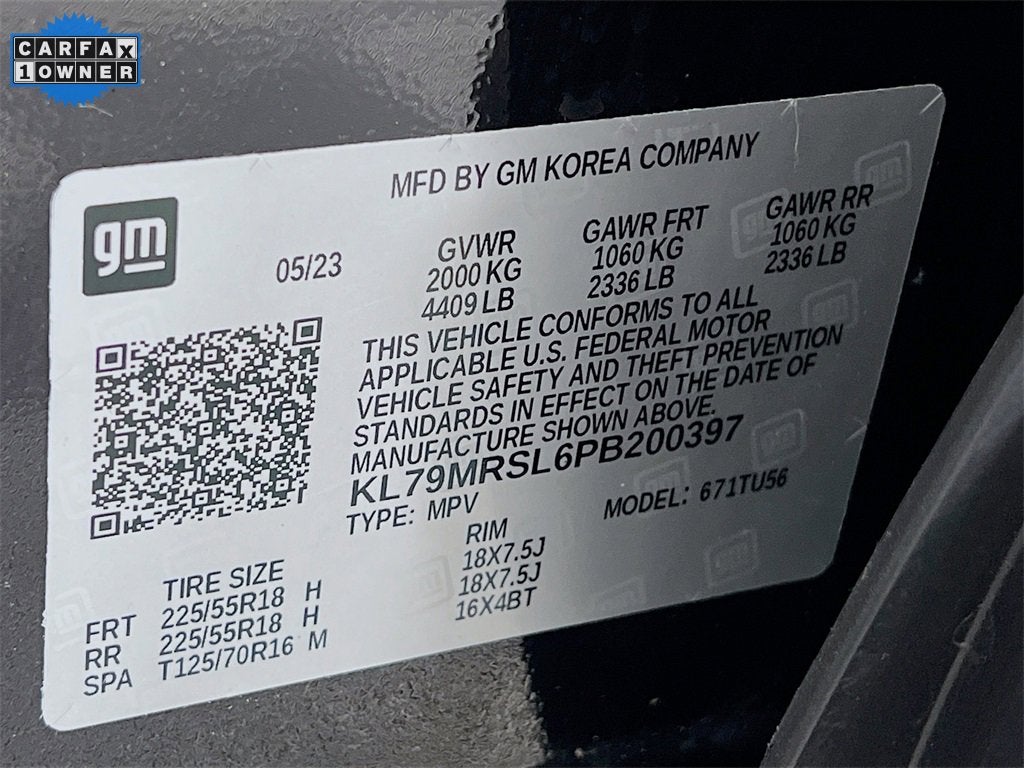 CARFAX
1 OWNER
MFD BY GM KOREA COMPANY
gm
05/23
GVWR
2000 KG
4409 LB
GAWR FRT
1060 KG
2336 LB
GAWR RR
1060 KG
2336 LB
THIS VEHICLE CONFORMS TO ALL
APPLICABLE U.S. FEDERAL MOTOR
VEHICLE SAFETY AND THEFT PREVENTION
STANDARDS IN EFFECT ON THE DATE OF
MANUFACTURE SHOWN ABOVE.
KL79MRSL6PB200397
TYPE: MPV MODEL: 671TU56
TIRE SIZE RIM
FRT 225/55R18 H 18X7.5J
RR 225/55R18 H 18X7.5J
SPA T125/70R16 M 16X4BT